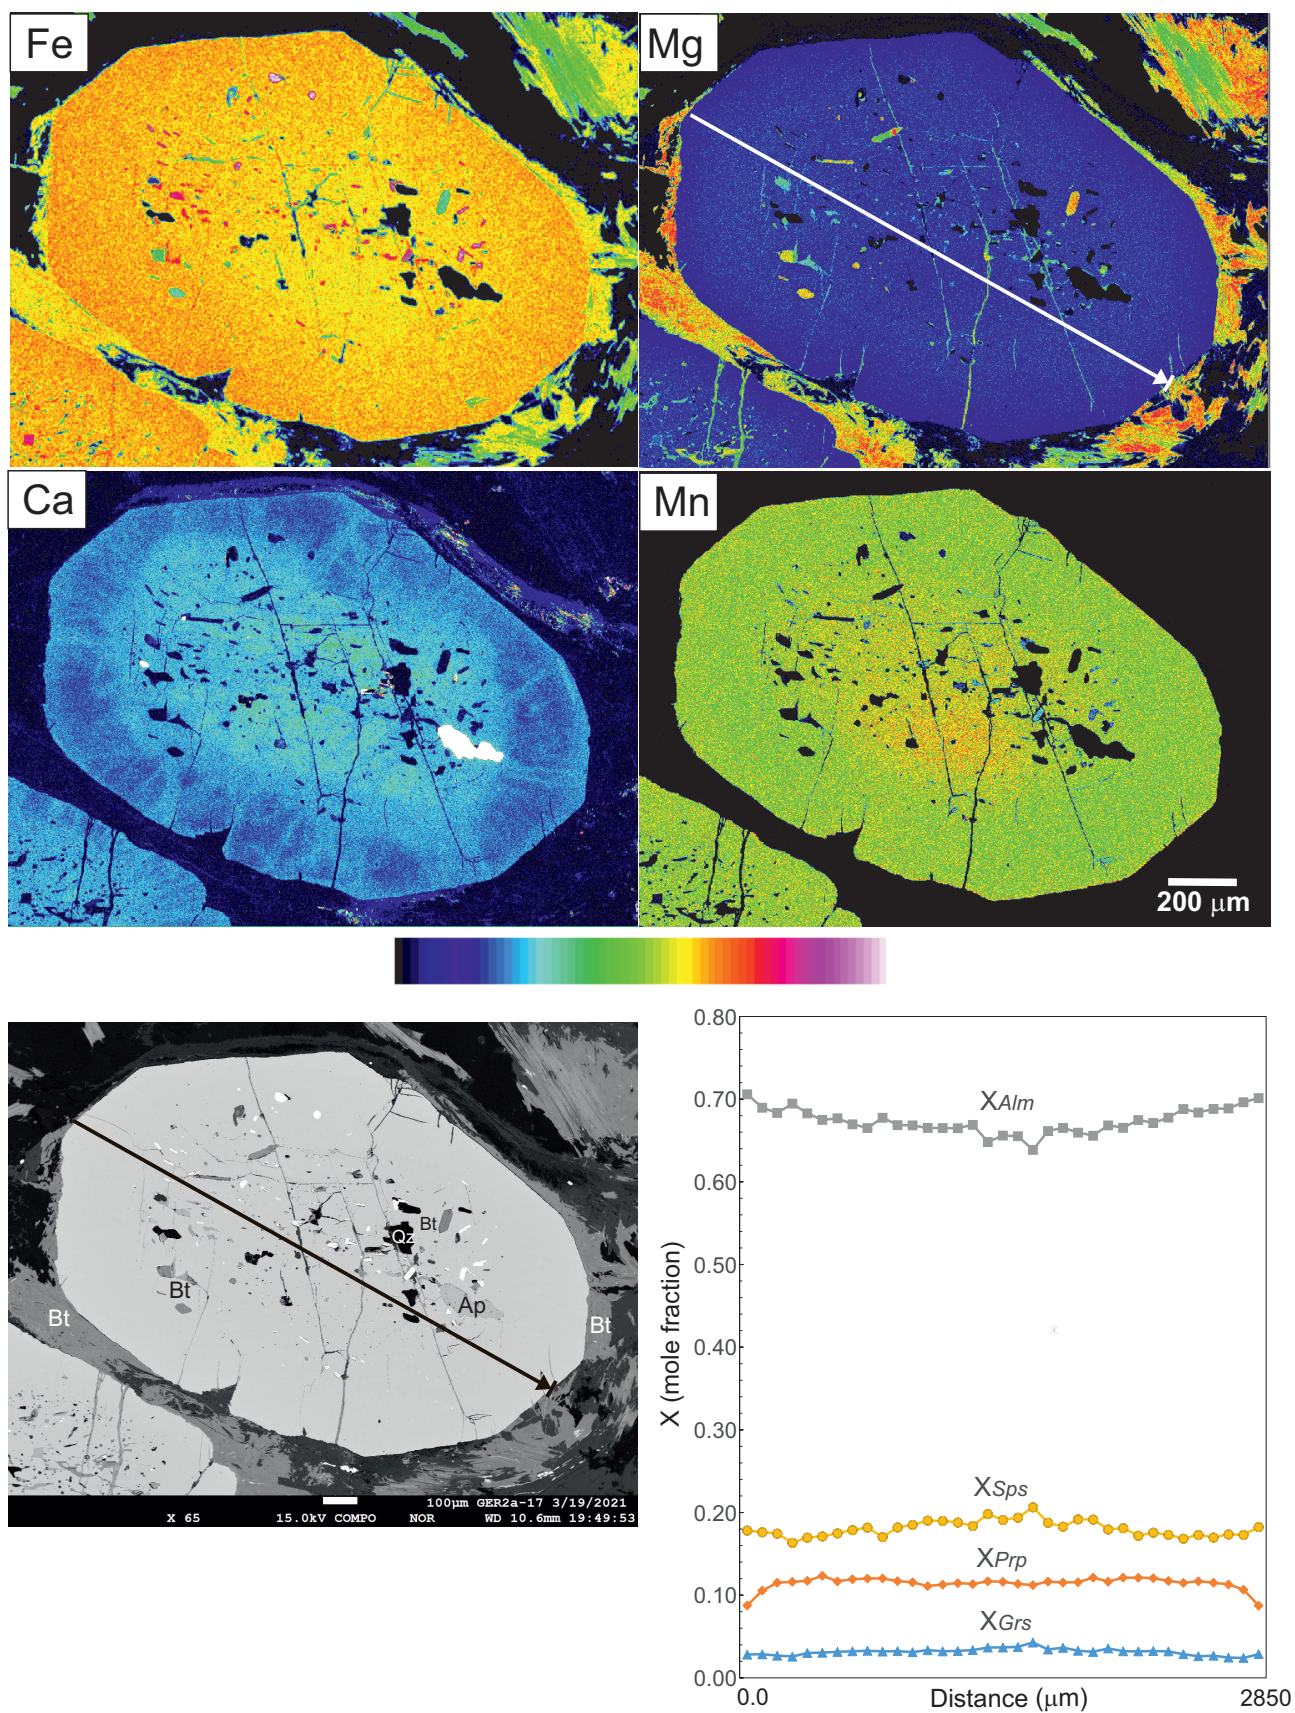 Fe
Mg
Ca
Mn
200 μm
Bt
Qz
Bt
Ap
Bt
Bt
100μm GER2a-17 3/19/2021
X 65 15.0kV COMPO NOR WD 10.6mm 19:49:53
0.80
0.70
0.60
0.50
0.40
0.30
0.20
0.10
0.00
X (mole fraction)
XAlm
XSps
XPrp
XGrs
0.0 Distance (μm) 2850